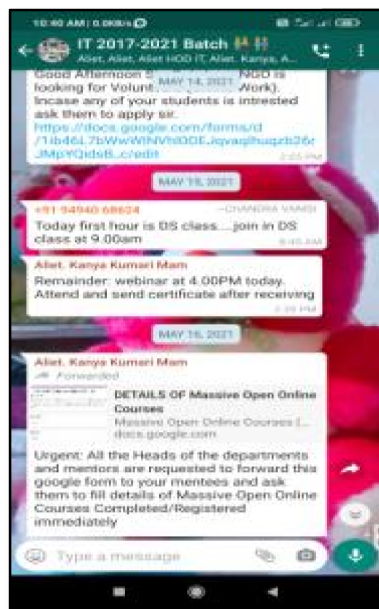 10:40 AM | 0.0KB/s
IT 2017-2021 Batch
Aliet, Aliet, Aliet HOD IT, Aliet. Kanya, A...
Good Afternoon S NGO is
MAY 14, 2021
looking for Volunt Work).
Incase any of your students is intrested
ask them to apply sir.
https://docs.google.com/forms/d
MAY 15, 2021
+91 94940 68624 ~CHANDRA VAMSI
Today first hour is DS class....join in DS
class at 9.00am
Aliet. Kanya Kumari Mam
Remainder: webinar at 4.00PM today.
Attend and send certificate after receiving
MAY 16, 2021
Aliet. Kanya Kumari Mam
Forwarded
DETAILS OF Massive Open Online
Courses
Massive Open Online Courses (...
docs.google.com
Urgent: All the Heads of the departments
and mentors are requested to forward this
google form to your mentees and ask
them to fill details of Massive Open Online
Courses Completed/Registered
immediately
Type a message